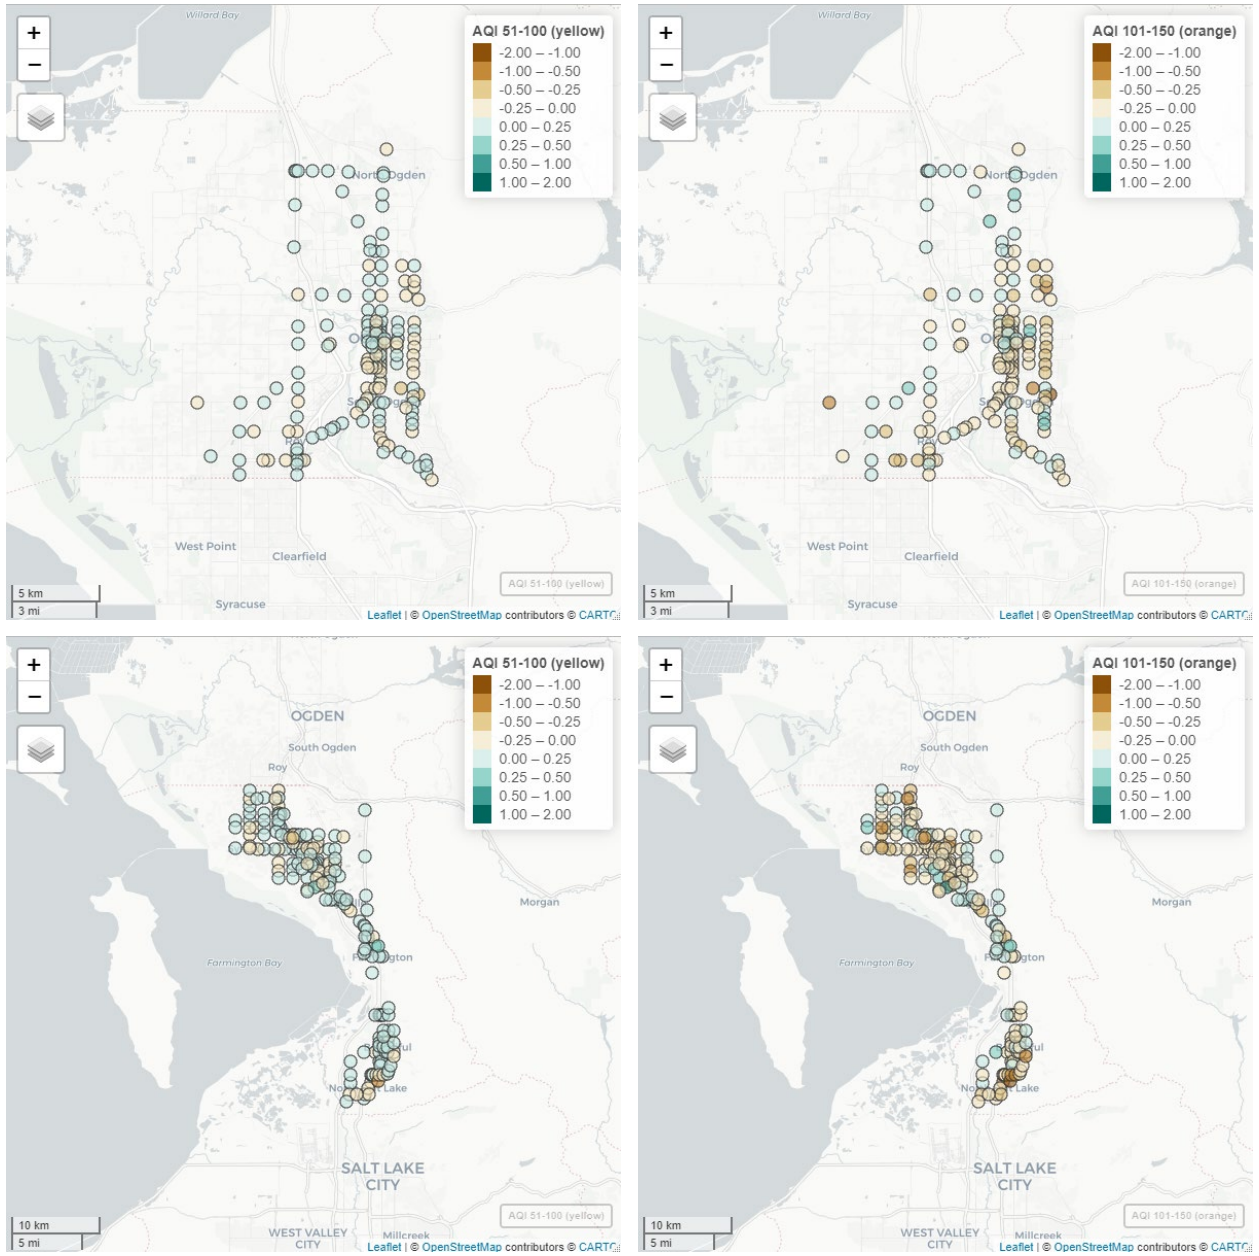 Willard Bay
+
−
AQI 51-100 (yellow)
-2.00 – -1.00
-1.00 – -0.50
-0.50 – -0.25
-0.25 – 0.00
0.00 – 0.25
0.25 – 0.50
0.50 – 1.00
1.00 – 2.00
North Ogden
Roy
West Point
Clearfield
Syracuse
5 km
3 mi
AQI 51-100 (yellow)
Leaflet | © OpenStreetMap contributors © CARTO
Willard Bay
+
−
AQI 101-150 (orange)
-2.00 – -1.00
-1.00 – -0.50
-0.50 – -0.25
-0.25 – 0.00
0.00 – 0.25
0.25 – 0.50
0.50 – 1.00
1.00 – 2.00
North Ogden
Roy
West Point
Clearfield
Syracuse
5 km
3 mi
AQI 101-150 (orange)
Leaflet | © OpenStreetMap contributors © CARTO
+
−
AQI 51-100 (yellow)
-2.00 – -1.00
-1.00 – -0.50
-0.50 – -0.25
-0.25 – 0.00
0.00 – 0.25
0.25 – 0.50
0.50 – 1.00
1.00 – 2.00
OGDEN
South Ogden
Roy
Morgan
Farmington Bay
Farmington
SALT LAKE
CITY
WEST VALLEY
CITY
Millcreek
10 km
5 mi
AQI 51-100 (yellow)
Leaflet | © OpenStreetMap contributors © CARTO
+
−
AQI 101-150 (orange)
-2.00 – -1.00
-1.00 – -0.50
-0.50 – -0.25
-0.25 – 0.00
0.00 – 0.25
0.25 – 0.50
0.50 – 1.00
1.00 – 2.00
OGDEN
South Ogden
Roy
Morgan
Farmington Bay
Farmington
SALT LAKE
CITY
WEST VALLEY
CITY
Millcreek
10 km
5 mi
AQI 101-150 (orange)
Leaflet | © OpenStreetMap contributors © CARTO